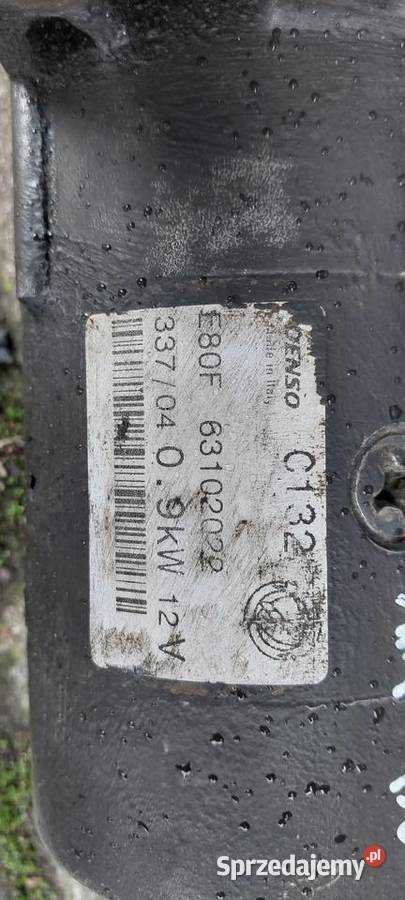 DENSO
Made in Italy
C132
E80F 63102022
337/04 0.9kW 12V
Sprzedajemy.pl